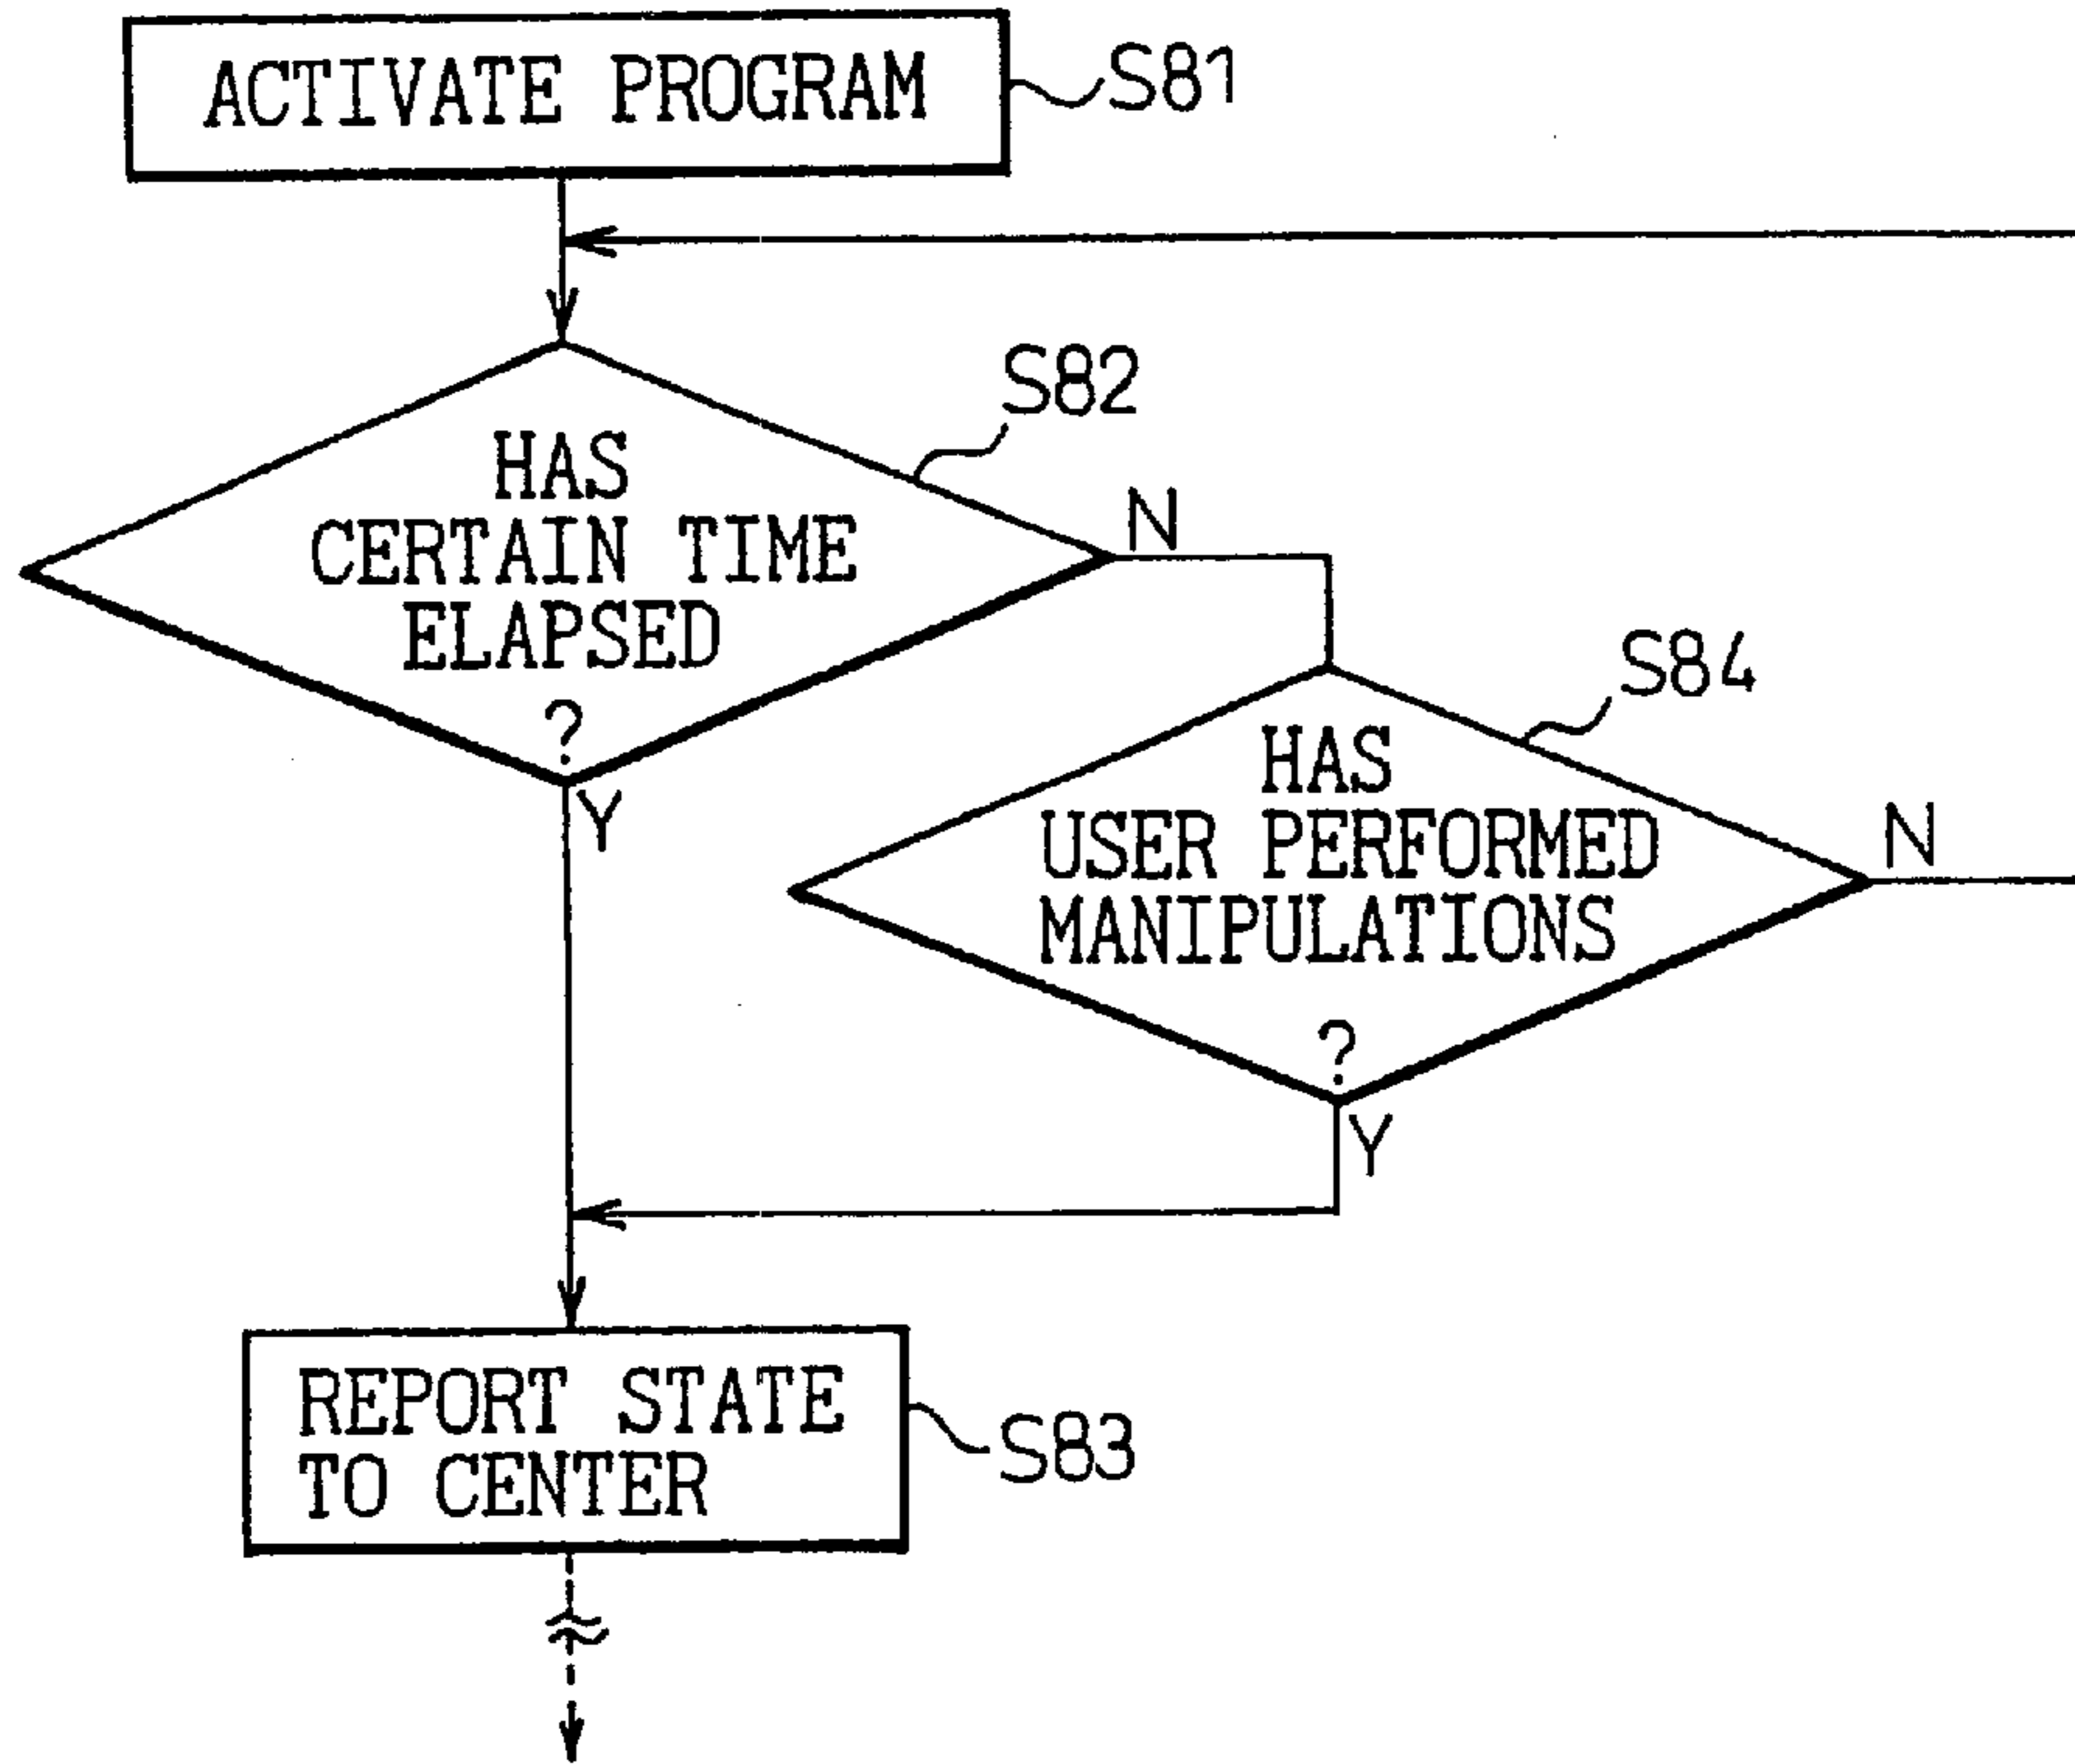 ACTIVATE PROGRAM
S81
S82
HAS
CERTAIN TIME
ELAPSED
?
N
Y
S84
HAS
USER PERFORMED
MANIPULATIONS
?
N
Y
REPORT STATE
TO CENTER
S83